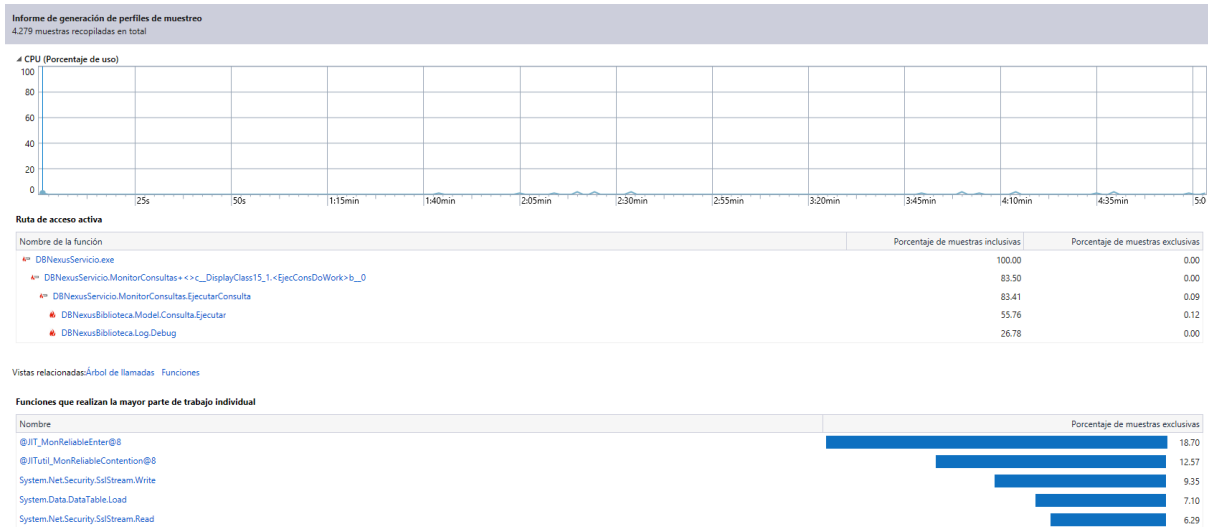 Informe de generación de perfiles de muestreo
4.279 muestras recopiladas en total
CPU (Porcentaje de uso)
100
80
60
40
20
0
25s 50s 1:15min 1:40min 2:05min 2:30min 2:55min 3:20min 3:45min 4:10min 4:35min 5:0
Ruta de acceso activa
Nombre de la función Porcentaje de muestras inclusivas Porcentaje de muestras exclusivas
DBNexusServicio.exe 100.00 0.00
DBNexusServicio.MonitorConsultas+<>c__DisplayClass15_1.<EjecConsDoWork>b__0 83.50 0.00
DBNexusServicio.MonitorConsultas.EjecutarConsulta 83.41 0.09
DBNexusBiblioteca.Model.Consulta.Ejecutar 55.76 0.12
DBNexusBiblioteca.Log.Debug 26.78 0.00
Vistas relacionadas:Árbol de llamadas Funciones
Funciones que realizan la mayor parte de trabajo individual
Nombre Porcentaje de muestras exclusivas
@JIT_MonReliableEnter@8 18.70
@JITutil_MonReliableContention@8 12.57
System.Net.Security.SslStream.Write 9.35
System.Data.DataTable.Load 7.10
System.Net.Security.SslStream.Read 6.29